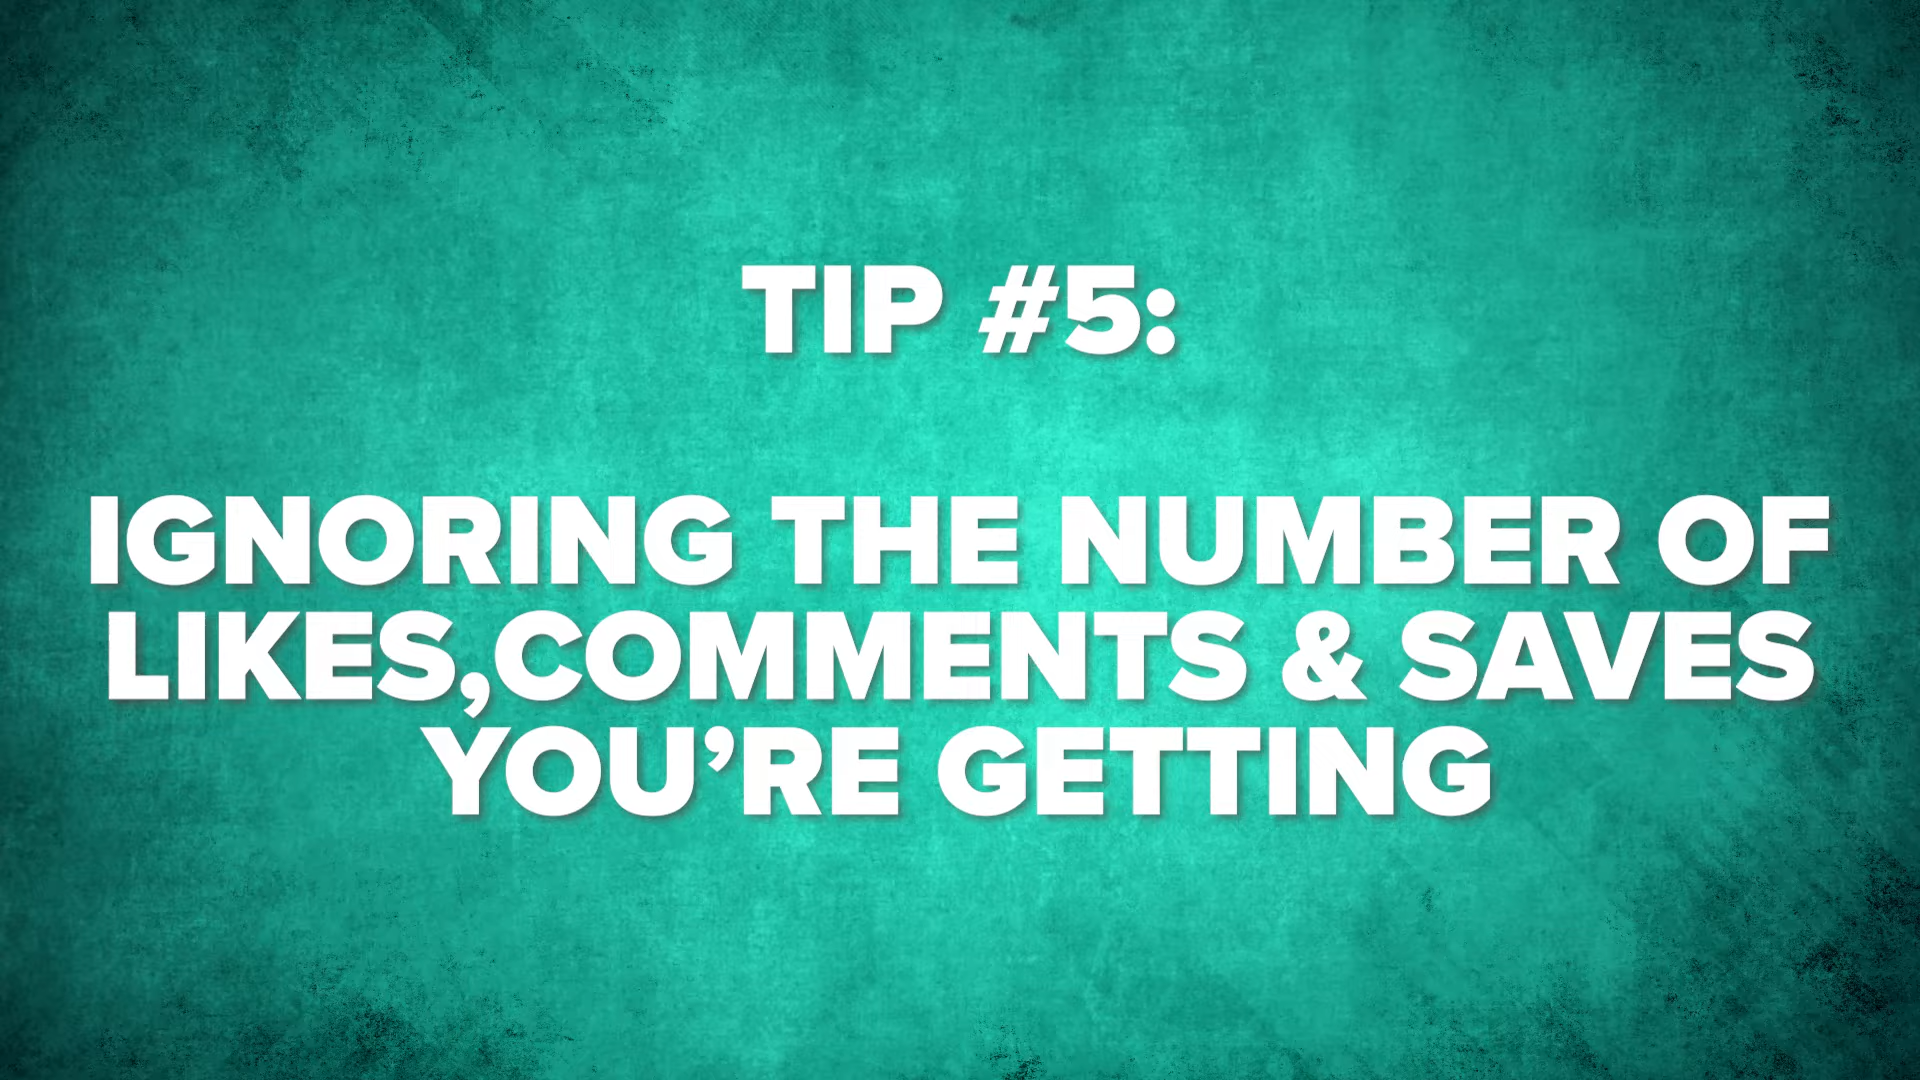 TIP #5:
IGNORING THE NUMBER OF
LIKES,COMMENTS & SAVES
YOU’RE GETTING